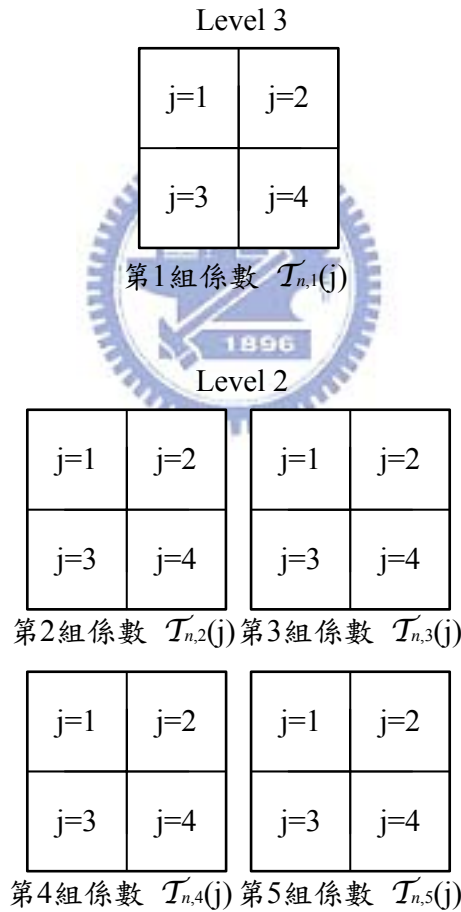 Level 3
j=1 j=2
j=3 j=4
第1組係數 𝒯n,1(j)
1896
Level 2
j=1 j=2 j=1 j=2
j=3 j=4 j=3 j=4
第2組係數 𝒯n,2(j) 第3組係數 𝒯n,3(j)
j=1 j=2 j=1 j=2
j=3 j=4 j=3 j=4
第4組係數 𝒯n,4(j) 第5組係數 𝒯n,5(j)